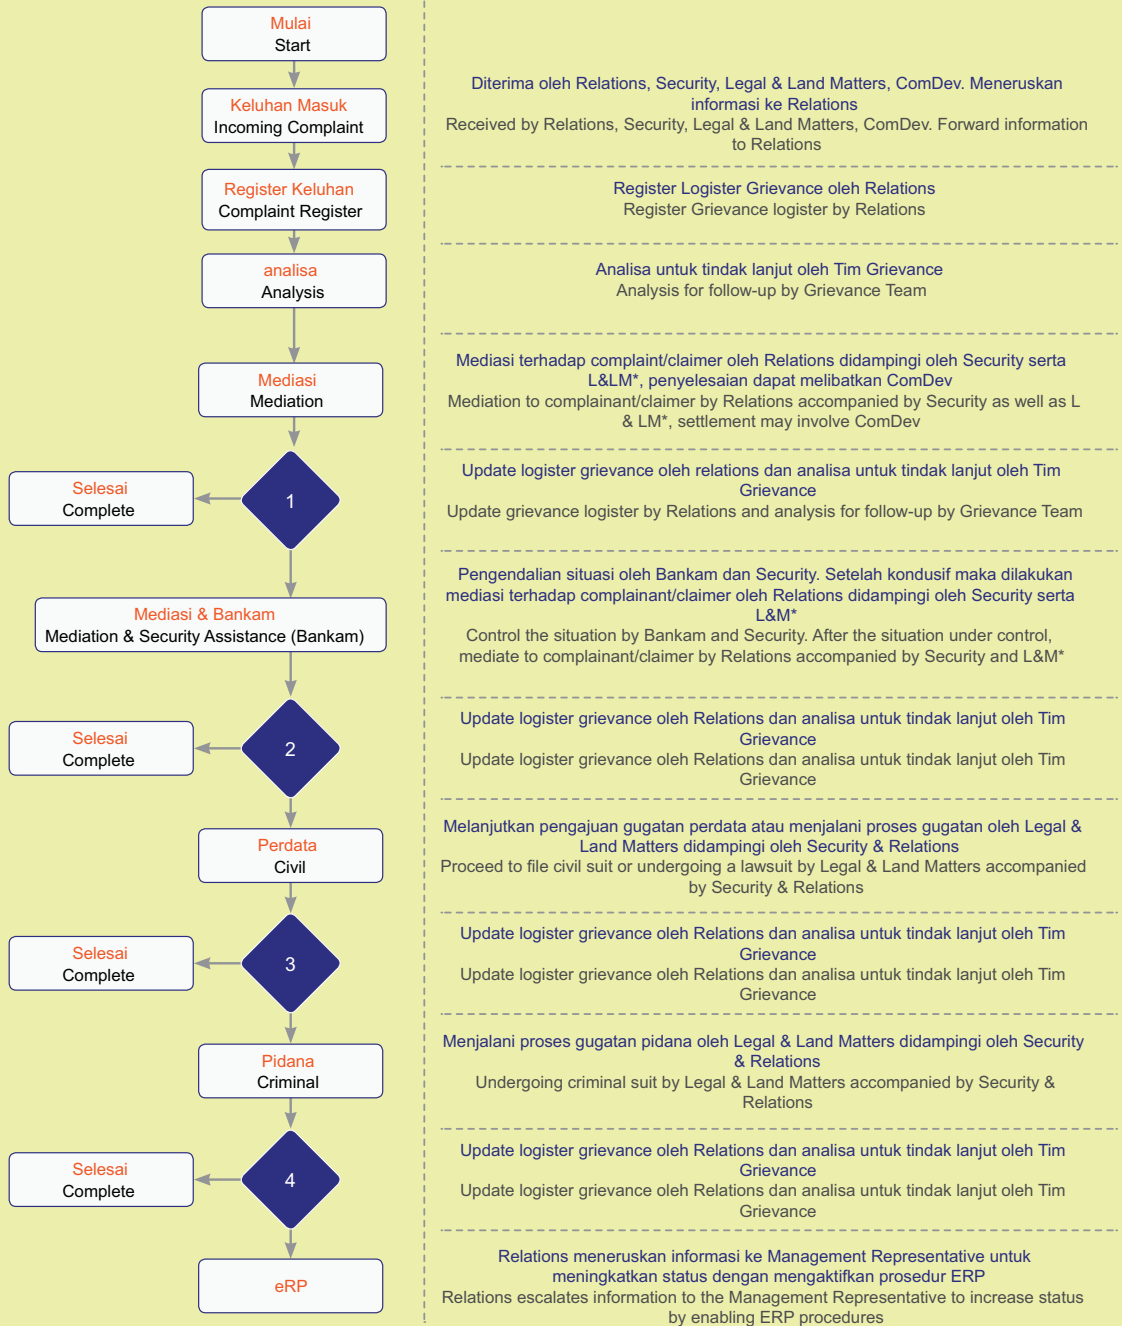 Mulai
Start
Keluhan Masuk
Incoming Complaint
Diterima oleh Relations, Security, Legal & Land Matters, ComDev. Meneruskan
informasi ke Relations
Received by Relations, Security, Legal & Land Matters, ComDev. Forward information
to Relations
Register Keluhan
Complaint Register
Register Logister Grievance oleh Relations
Register Grievance logister by Relations
analisa
Analysis
Analisa untuk tindak lanjut oleh Tim Grievance
Analysis for follow-up by Grievance Team
Mediasi
Mediation
Mediasi terhadap complaint/claimer oleh Relations didampingi oleh Security serta
L&LM*, penyelesaian dapat melibatkan ComDev
Mediation to complainant/claimer by Relations accompanied by Security as well as L
& LM*, settlement may involve ComDev
Selesai
Complete
1
Update logister grievance oleh relations dan analisa untuk tindak lanjut oleh Tim
Grievance
Update grievance logister by Relations and analysis for follow-up by Grievance Team
Mediasi & Bankam
Mediation & Security Assistance (Bankam)
Pengendalian situasi oleh Bankam dan Security. Setelah kondusif maka dilakukan
mediasi terhadap complainant/claimer oleh Relations didampingi oleh Security serta
L&M*
Control the situation by Bankam and Security. After the situation under control,
mediate to complainant/claimer by Relations accompanied by Security and L&M*
Selesai
Complete
2
Update logister grievance oleh Relations dan analisa untuk tindak lanjut oleh Tim
Grievance
Update logister grievance oleh Relations dan analisa untuk tindak lanjut oleh Tim
Grievance
Perdata
Civil
Melanjutkan pengajuan gugatan perdata atau menjalani proses gugatan oleh Legal &
Land Matters didampingi oleh Security & Relations
Proceed to file civil suit or undergoing a lawsuit by Legal & Land Matters accompanied
by Security & Relations
Selesai
Complete
3
Update logister grievance oleh Relations dan analisa untuk tindak lanjut oleh Tim
Grievance
Update logister grievance oleh Relations dan analisa untuk tindak lanjut oleh Tim
Grievance
Pidana
Criminal
Menjalani proses gugatan pidana oleh Legal & Land Matters didampingi oleh Security
& Relations
Undergoing criminal suit by Legal & Land Matters accompanied by Security &
Relations
Selesai
Complete
4
Update logister grievance oleh Relations dan analisa untuk tindak lanjut oleh Tim
Grievance
Update logister grievance oleh Relations dan analisa untuk tindak lanjut oleh Tim
Grievance
eRP
Relations meneruskan informasi ke Management Representative untuk
meningkatkan status dengan mengaktifkan prosedur ERP
Relations escalates information to the Management Representative to increase status
by enabling ERP procedures